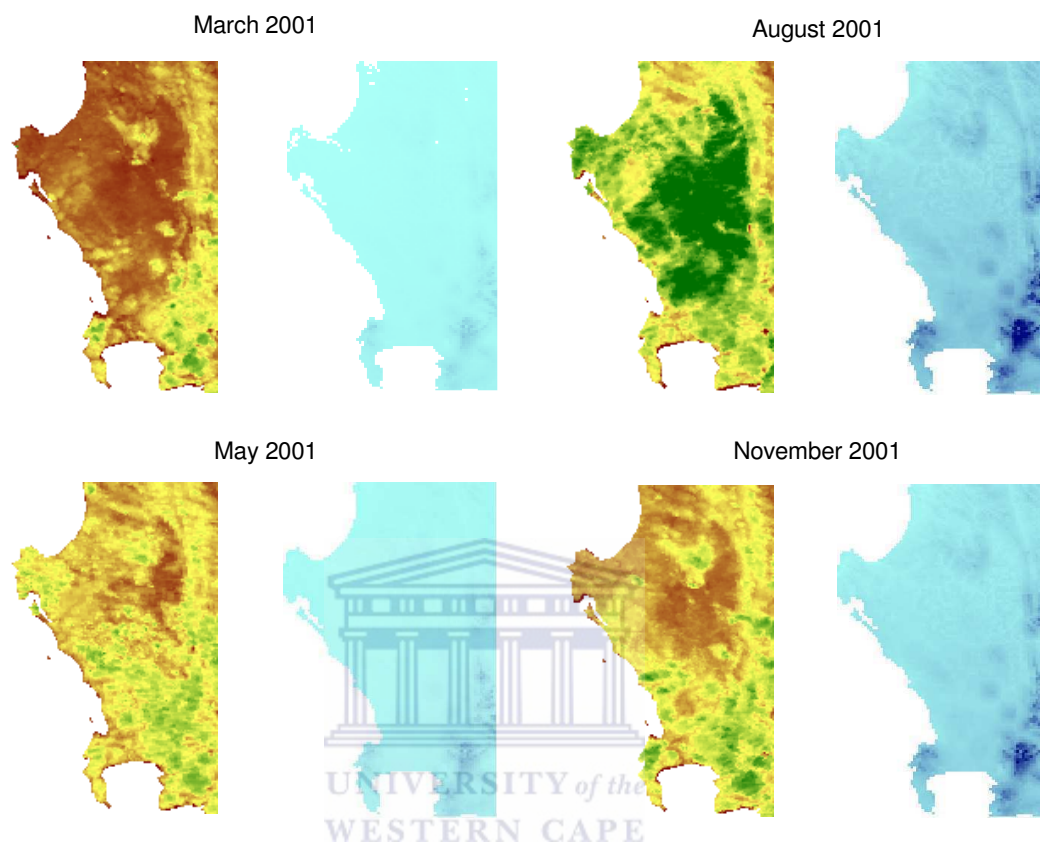 March 2001
August 2001
May 2001
November 2001
UNIVERSITY of the
WESTERN CAPE